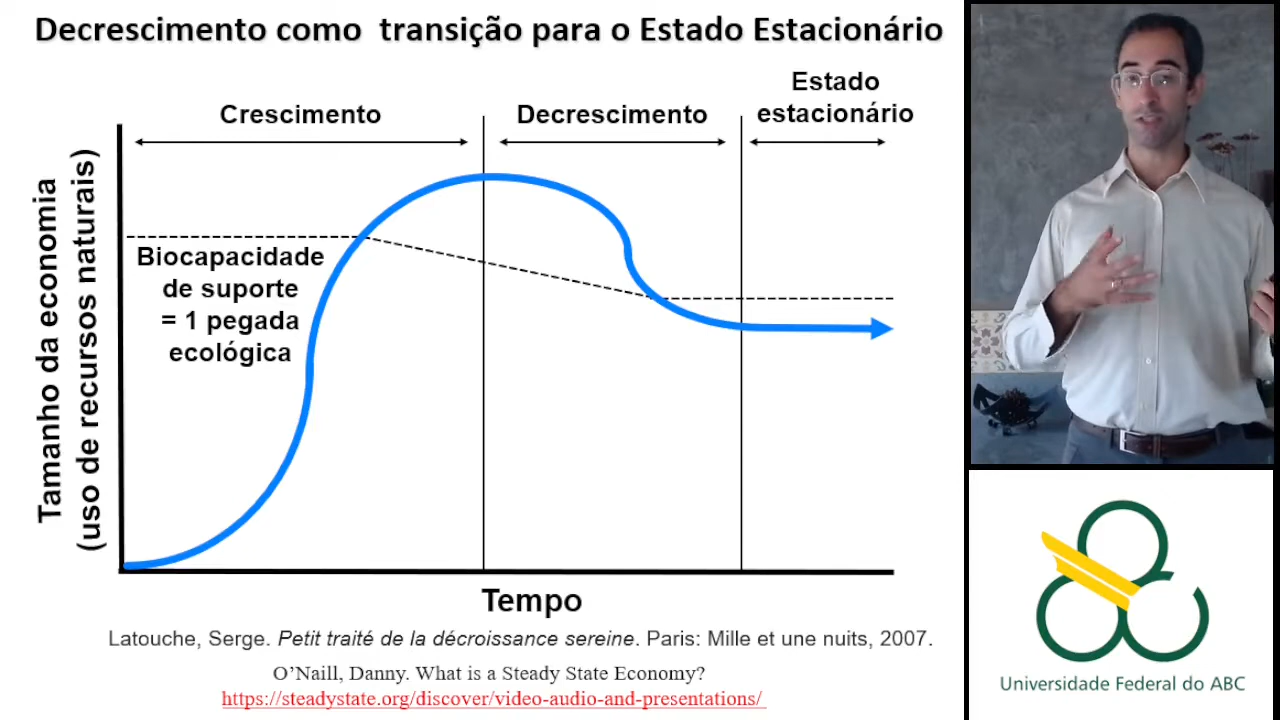 Decrescimento como  transição para o Estado Estacionário
Crescimento
Decrescimento
Estado
estacionário
Tamanho da economia
(uso de recursos naturais)
Biocapacidade
de suporte
= 1 pegada
ecológica
Tempo
Latouche, Serge. Petit traité de la décroissance sereine. Paris: Mille et une nuits, 2007.
O’Naill, Danny. What is a Steady State Economy?
https://steadystate.org/discover/video-audio-and-presentations/
Universidade Federal do ABC